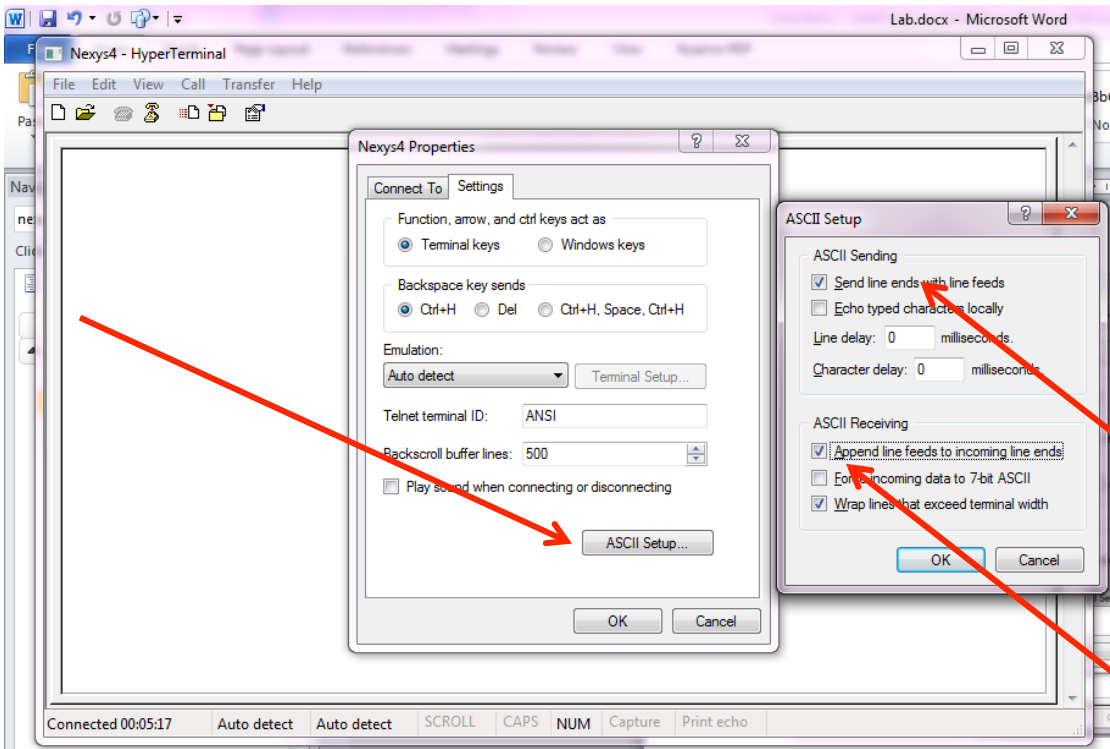 Lab.docx - Microsoft Word
Nexys4 - HyperTerminal
File Edit View Call Transfer Help
Nexys4 Properties
Connect To Settings
Function, arrow, and ctrl keys act as
Terminal keys Windows keys
Backspace key sends
Ctrl+H Del Ctrl+H, Space, Ctrl+H
Emulation:
Auto detect Terminal Setup...
Telnet terminal ID: ANSI
Backscroll buffer lines: 500
Play sound when connecting or disconnecting
ASCII Setup...
OK Cancel
ASCII Setup
ASCII Sending
Send line ends with line feeds
Echo typed characters locally
Line delay: 0 milliseconds.
Character delay: 0 milliseconds.
ASCII Receiving
Append line feeds to incoming line ends
Force incoming data to 7-bit ASCII
Wrap lines that exceed terminal width
OK Cancel
Connected 00:05:17 Auto detect Auto detect SCROLL CAPS NUM Capture Print echo